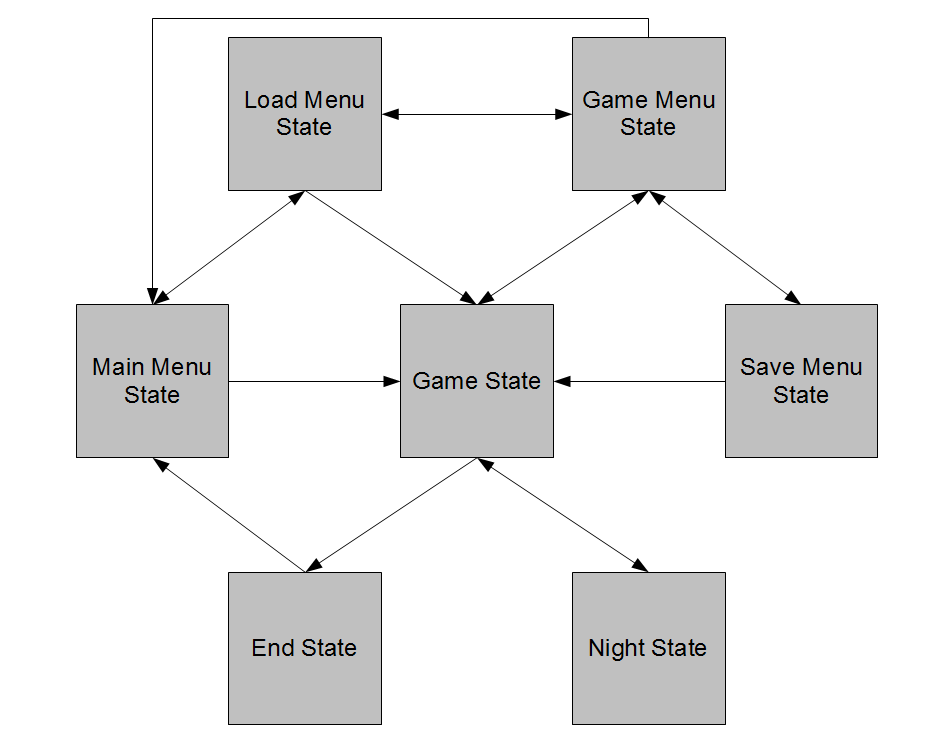 Load Menu
State
Game Menu
State
Main Menu
State
Game State
Save Menu
State
End State
Night State